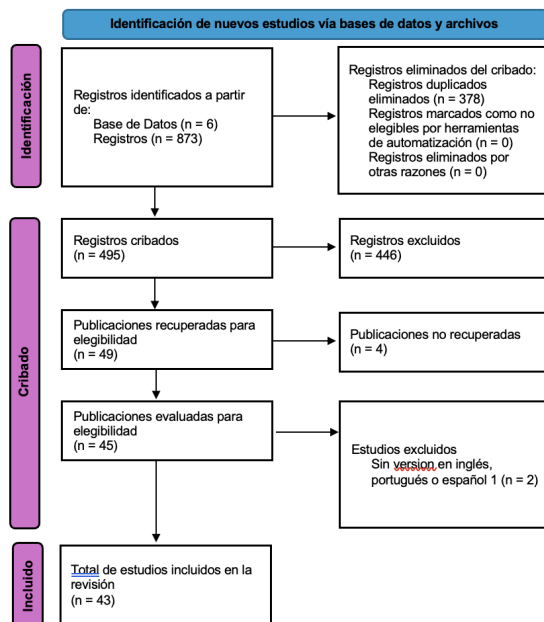 Identificación de nuevos estudios vía bases de datos y archivos
Identificación
Registros identificados a partir
de:
Base de Datos (n = 6)
Registros (n = 873)
Registros eliminados del cribado:
Registros duplicados
eliminados (n = 378)
Registros marcados como no
elegibles por herramientas
de automatización (n = 0)
Registros eliminados por
otras razones (n = 0)
Cribado
Registros cribados
(n = 495)
Registros excluidos
(n = 446)
Publicaciones recuperadas para
elegibilidad
(n = 49)
Publicaciones no recuperadas
(n = 4)
Publicaciones evaluadas para
elegibilidad
(n = 45)
Estudios excluidos
Sin version en inglés,
portugués o español 1 (n = 2)
Incluido
Total de estudios incluidos en la
revisión
(n = 43)